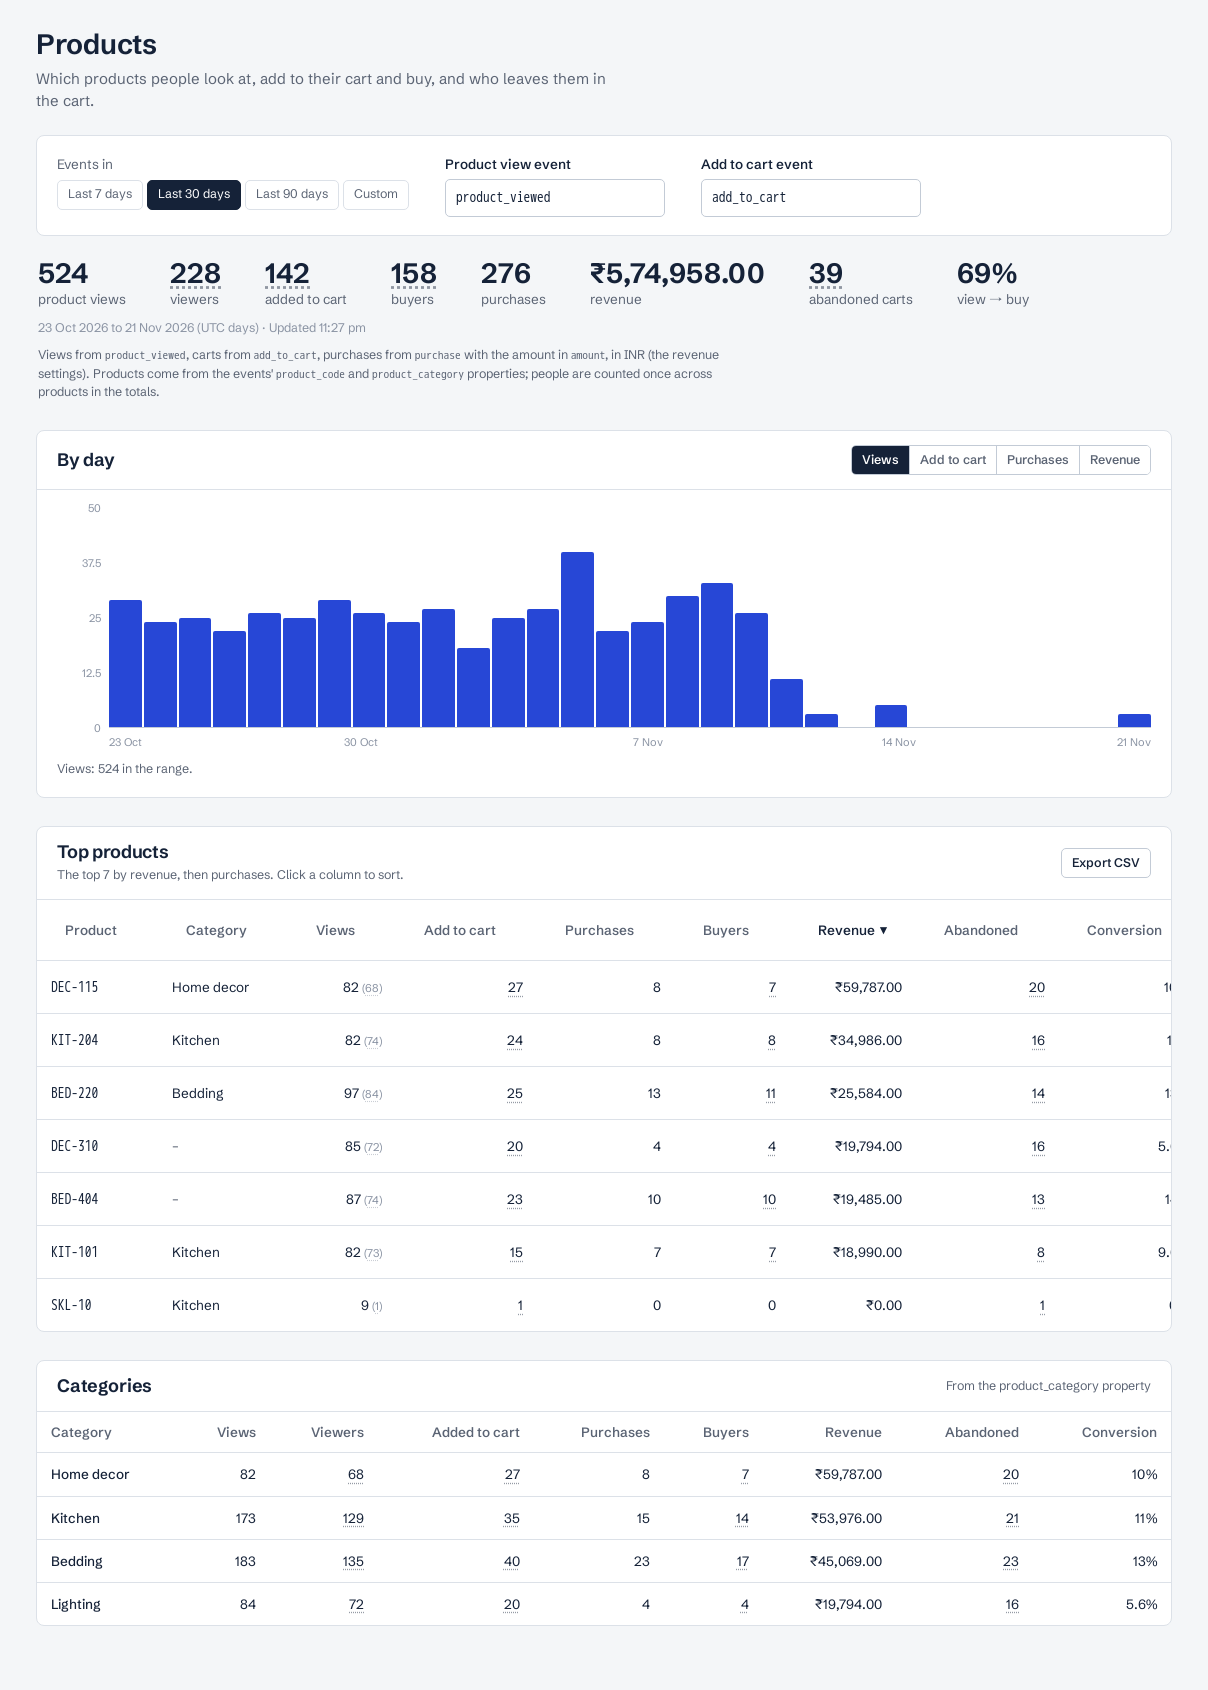 Products
Which products people look at, add to their cart and buy, and who leaves them in
the cart.
Events in
Last 7 days Last 30 days Last 90 days Custom
Product view event
product_viewed
Add to cart event
add_to_cart
524 228 142 158 276 ₹5,74,958.00 39 69%
product views viewers added to cart buyers purchases revenue abandoned carts view → buy
23 Oct 2026 to 21 Nov 2026 (UTC days) · Updated 11:27 pm
Views from product_viewed, carts from add_to_cart, purchases from purchase with the amount in amount, in INR (the revenue
settings). Products come from the events' product_code and product_category properties; people are counted once across
products in the totals.
By day
Views Add to cart Purchases Revenue
50
37.5
25
12.5
0
23 Oct 30 Oct 7 Nov 14 Nov 21 Nov
Views: 524 in the range.
Top products
The top 7 by revenue, then purchases. Click a column to sort.
Export CSV
Product Category Views Add to cart Purchases Buyers Revenue ▼ Abandoned Conversion
DEC-115 Home decor 82 (68) 27 8 7 ₹59,787.00 20
KIT-204 Kitchen 82 (74) 24 8 8 ₹34,986.00 16
BED-220 Bedding 97 (84) 25 13 11 ₹25,584.00 14
DEC-310 – 85 (72) 20 4 4 ₹19,794.00 16
BED-404 – 87 (74) 23 10 10 ₹19,485.00 13
KIT-101 Kitchen 82 (73) 15 7 7 ₹18,990.00 8
SKL-10 Kitchen 9 (1) 1 0 0 ₹0.00 1
Categories
From the product_category property
Category Views Viewers Added to cart Purchases Buyers Revenue Abandoned Conversion
Home decor 82 68 27 8 7 ₹59,787.00 20 10%
Kitchen 173 129 35 15 14 ₹53,976.00 21 11%
Bedding 183 135 40 23 17 ₹45,069.00 23 13%
Lighting 84 72 20 4 4 ₹19,794.00 16 5.6%